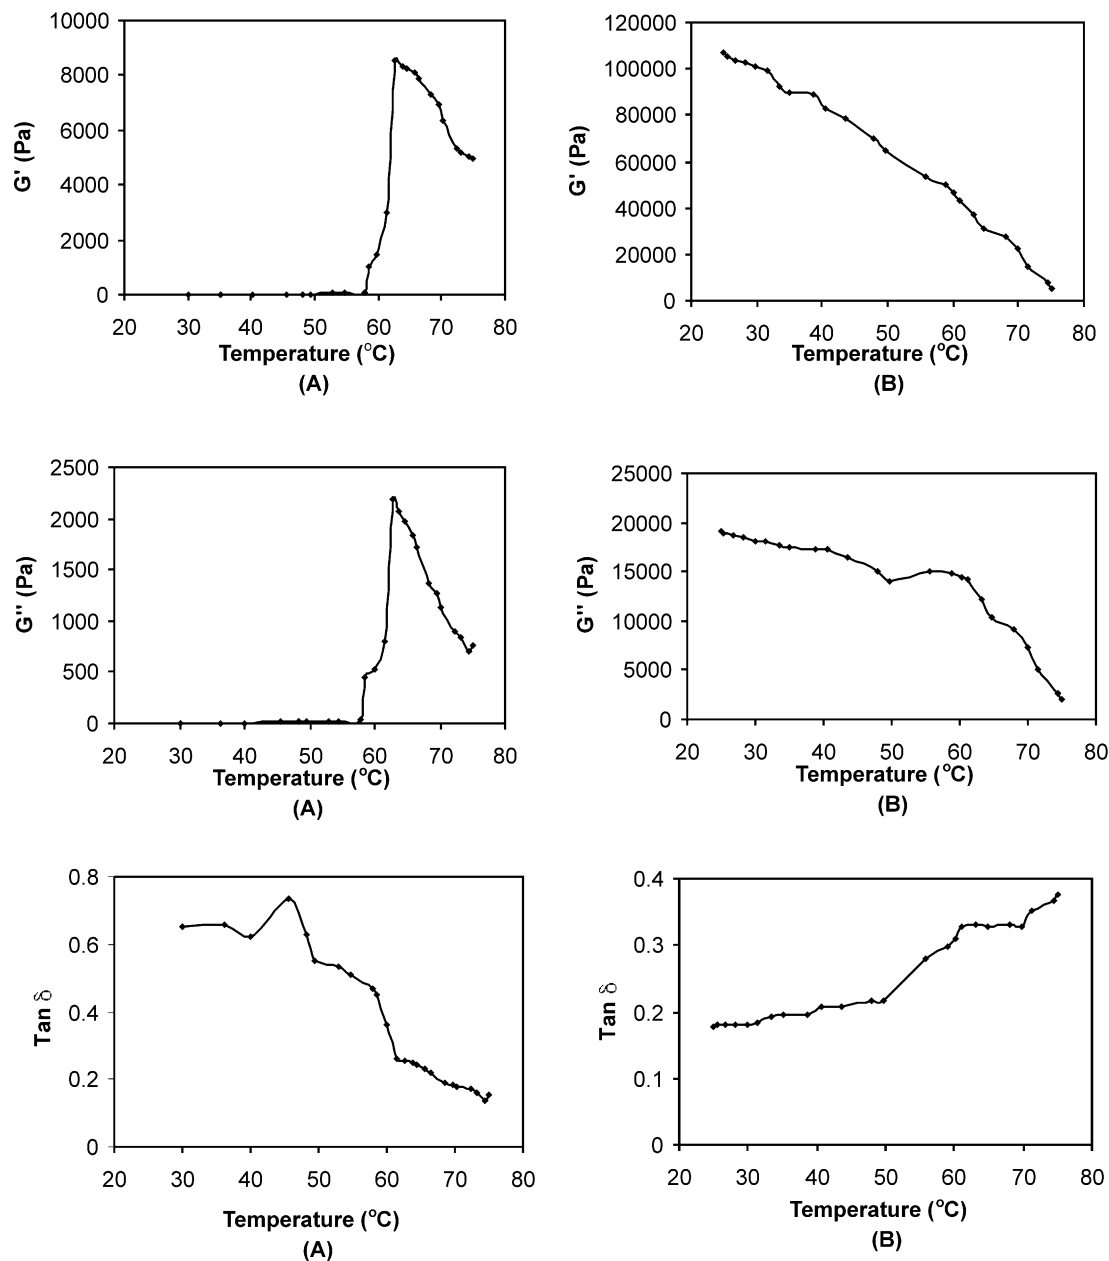 10000
8000
6000
4000
2000
0
G' (Pa)
20 30 40 50 60 70 80
Temperature (°C)
(A)
120000
100000
80000
60000
40000
20000
0
G' (Pa)
20 30 40 50 60 70 80
Temperature (°C)
(B)
2500
2000
1500
1000
500
0
G'' (Pa)
20 30 40 50 60 70 80
Temperature (°C)
(A)
25000
20000
15000
10000
5000
0
G'' (Pa)
20 30 40 50 60 70 80
Temperature (°C)
(B)
0.8
0.6
0.4
0.2
0
Tan δ
20 30 40 50 60 70 80
Temperature (°C)
(A)
0.4
0.3
0.2
0.1
0
Tan δ
20 30 40 50 60 70 80
Temperature (°C)
(B)